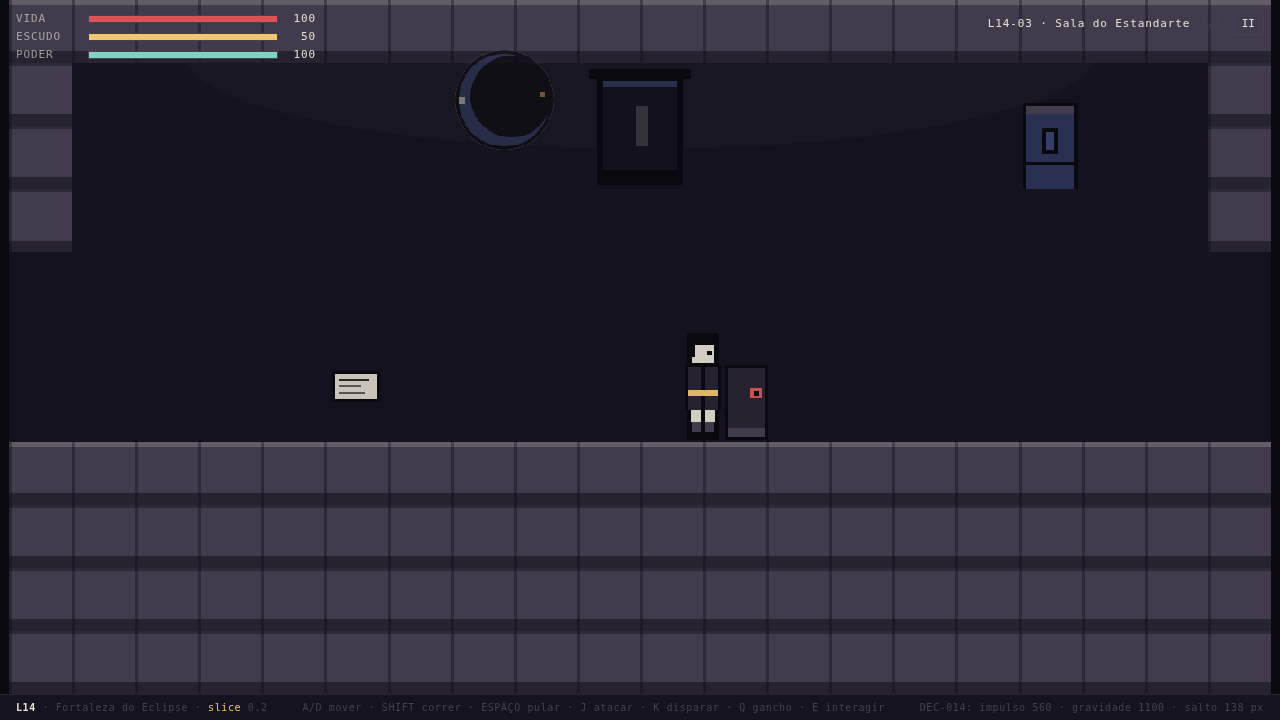 VIDA 100
ESCUDO 50
PODER 100
L14-03 · Sala do Estandarte
II
L14 · Fortaleza do Eclipse · slice 0.2
A/D mover · SHIFT correr · ESPAÇO pular · J atacar · K disparar · Q gancho · E interagir
DEC-014: impulso 560 · gravidade 1100 · salto 138 px